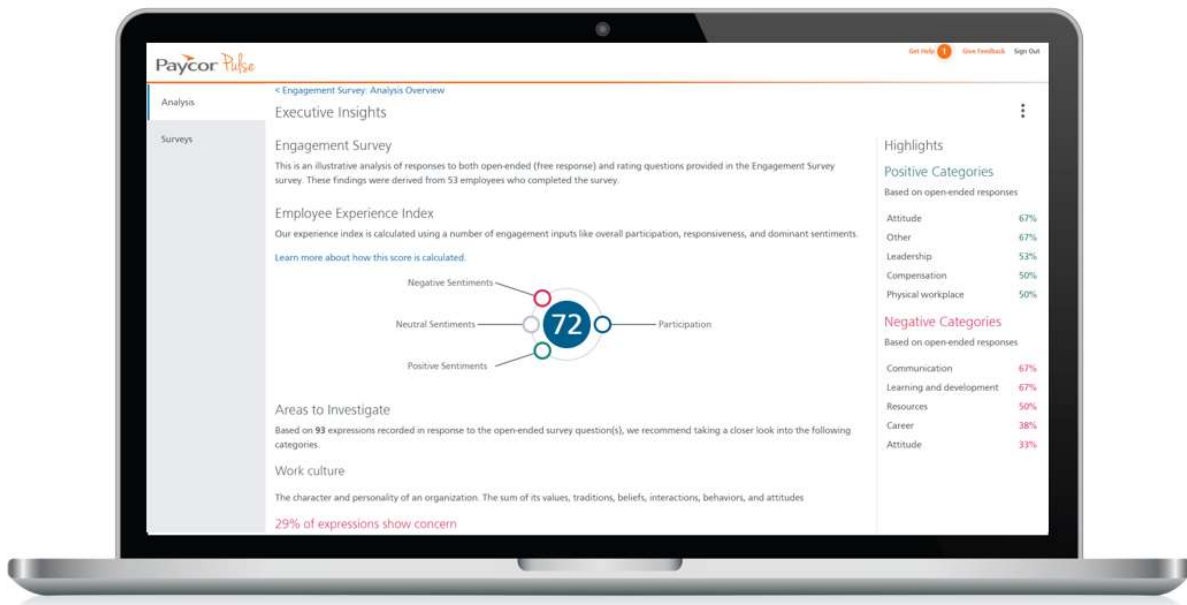 Paycor Pulse
Get Help 1 Give Feedback Sign Out
Analysis
Surveys
< Engagement Survey: Analysis Overview
Executive Insights
Engagement Survey
This is an illustrative analysis of responses to both open-ended (free response) and rating questions provided in the Engagement Survey
survey. These findings were derived from 53 employees who completed the survey.
Employee Experience Index
Our experience index is calculated using a number of engagement inputs like overall participation, responsiveness, and dominant sentiments.
Learn more about how this score is calculated.
Negative Sentiments
Neutral Sentiments
72
Participation
Positive Sentiments
Areas to Investigate
Based on 93 expressions recorded in response to the open-ended survey question(s), we recommend taking a closer look into the following
categories.
Work culture
The character and personality of an organization. The sum of its values, traditions, beliefs, interactions, behaviors, and attitudes
29% of expressions show concern
Highlights
Positive Categories
Based on open-ended responses
Attitude 67%
Other 67%
Leadership 53%
Compensation 50%
Physical workplace 50%
Negative Categories
Based on open-ended responses
Communication 67%
Learning and development 67%
Resources 50%
Career 38%
Attitude 33%